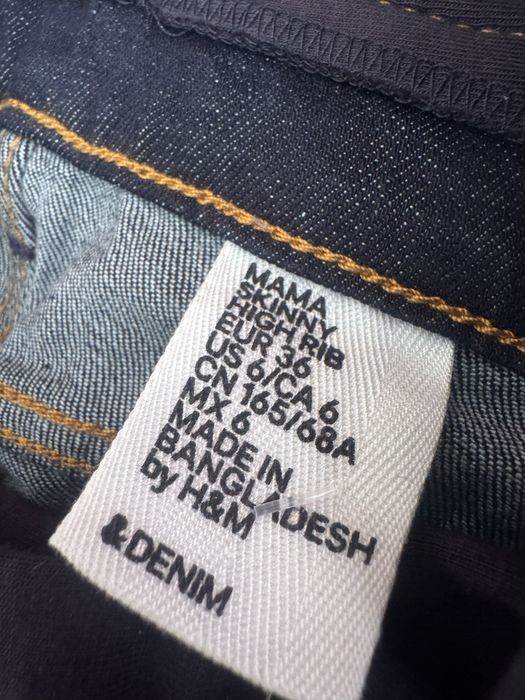 MAMA
SKINNY
HIGH RIB
EUR 36
US 6/CA 6
CN 165/68A
MX 6
MADE IN
BANGLADESH
by H&M
&DENIM